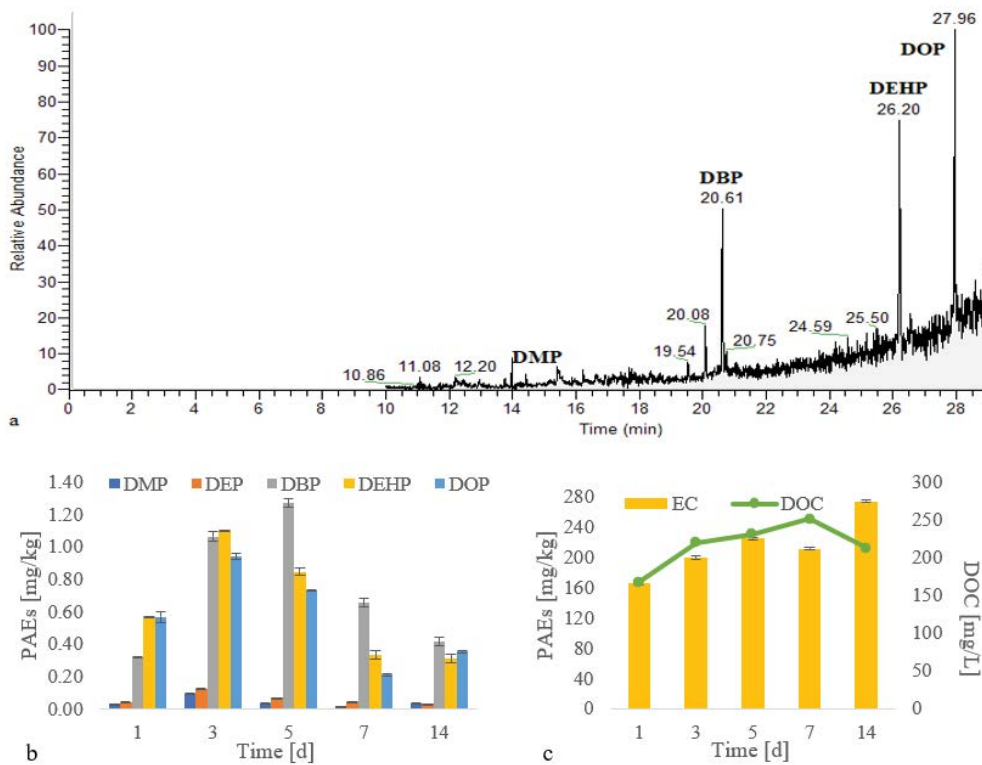 27.96
100
90
80
70
60
50
40
30
20
10
0
Relative Abundance
DOP
DEHP
26.20
DBP
20.61
20.08
19.54
20.75
24.59
25.50
DMP
10.86
11.08
12.20
0 2 4 6 8 10 12 14 16 18 20 22 24 26 28
Time (min)
a
DMP DEP DBP DEHP DOP
1.40
1.20
1.00
0.80
0.60
0.40
0.20
0.00
PAEs [mg/kg]
1 3 5 7 14
Time [d]
b
EC DOC
280
240
200
160
120
80
40
0
PAEs [mg/kg]
300
250
200
150
100
50
0
DOC [mg/L]
1 3 5 7 14
Time [d]
c